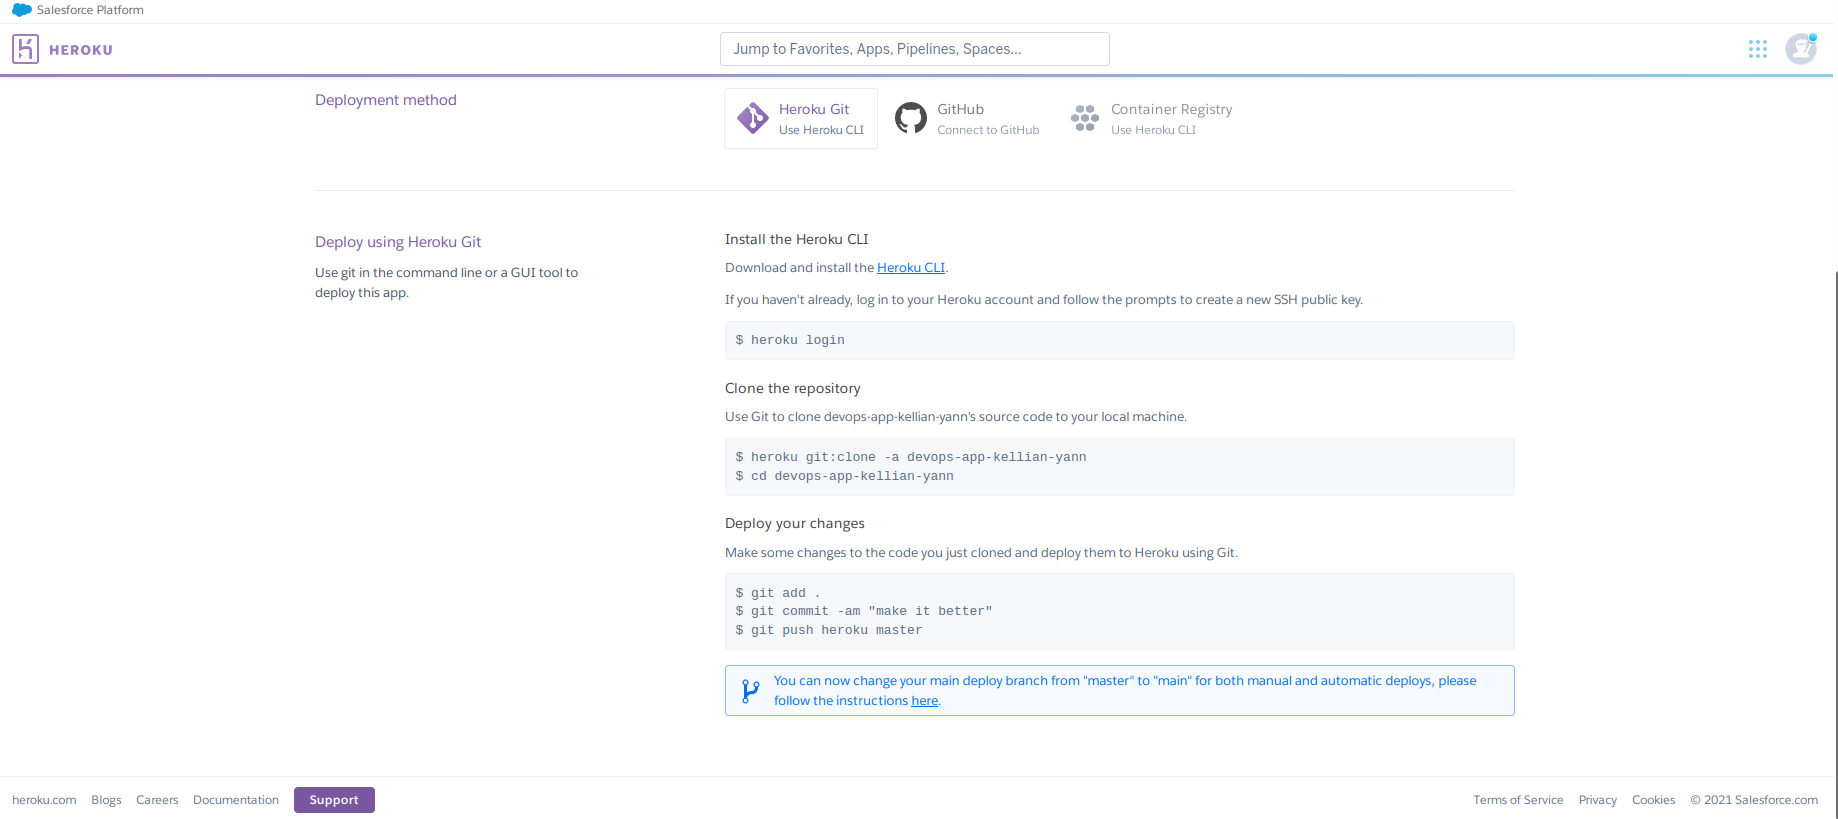 Salesforce Platform
HEROKU
Jump to Favorites, Apps, Pipelines, Spaces...
Deployment method
Heroku Git
Use Heroku CLI
GitHub
Connect to GitHub
Container Registry
Use Heroku CLI
Deploy using Heroku Git
Use git in the command line or a GUI tool to
deploy this app.
Install the Heroku CLI
Download and install the Heroku CLI.
If you haven't already, log in to your Heroku account and follow the prompts to create a new SSH public key.
$ heroku login
Clone the repository
Use Git to clone devops-app-kellian-yann's source code to your local machine.
$ heroku git:clone -a devops-app-kellian-yann
$ cd devops-app-kellian-yann
Deploy your changes
Make some changes to the code you just cloned and deploy them to Heroku using Git.
$ git add .
$ git commit -am "make it better"
$ git push heroku master
You can now change your main deploy branch from "master" to "main" for both manual and automatic deploys, please
follow the instructions here.
heroku.com Blogs Careers Documentation Support
Terms of Service Privacy Cookies © 2021 Salesforce.com